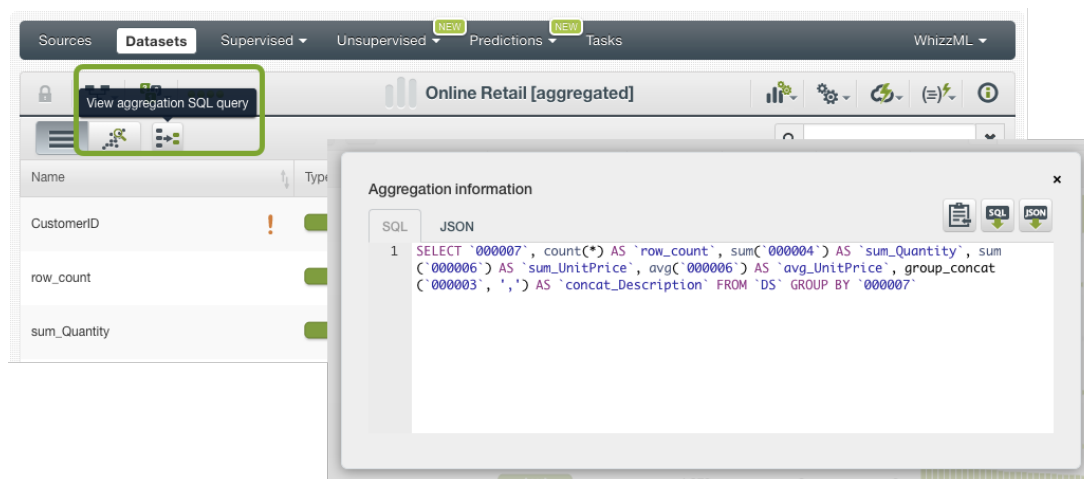 NEW NEW
Sources Datasets Supervised Unsupervised Predictions Tasks WhizzML
View aggregation SQL query
Online Retail [aggregated]
Name Type
CustomerID !
row_count
sum_Quantity
Aggregation information
SQL JSON
SQL JSON
1 SELECT `000007`, count(*) AS `row_count`, sum(`000004`) AS `sum_Quantity`, sum
(`000006`) AS `sum_UnitPrice`, avg(`000006`) AS `avg_UnitPrice`, group_concat
(`000003`, ',') AS `concat_Description` FROM `DS` GROUP BY `000007`